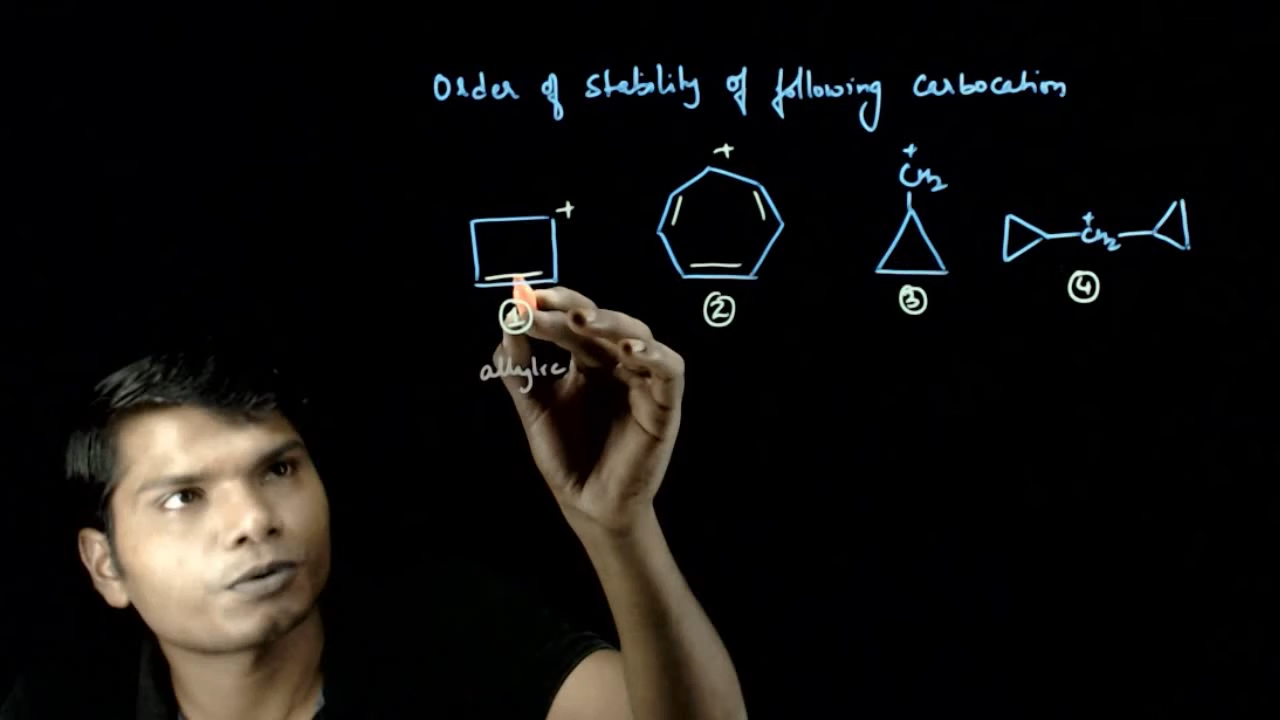 Order of stability of following carbocation
+
+
+
CH2
+
CH2
1
2
3
4
allylic